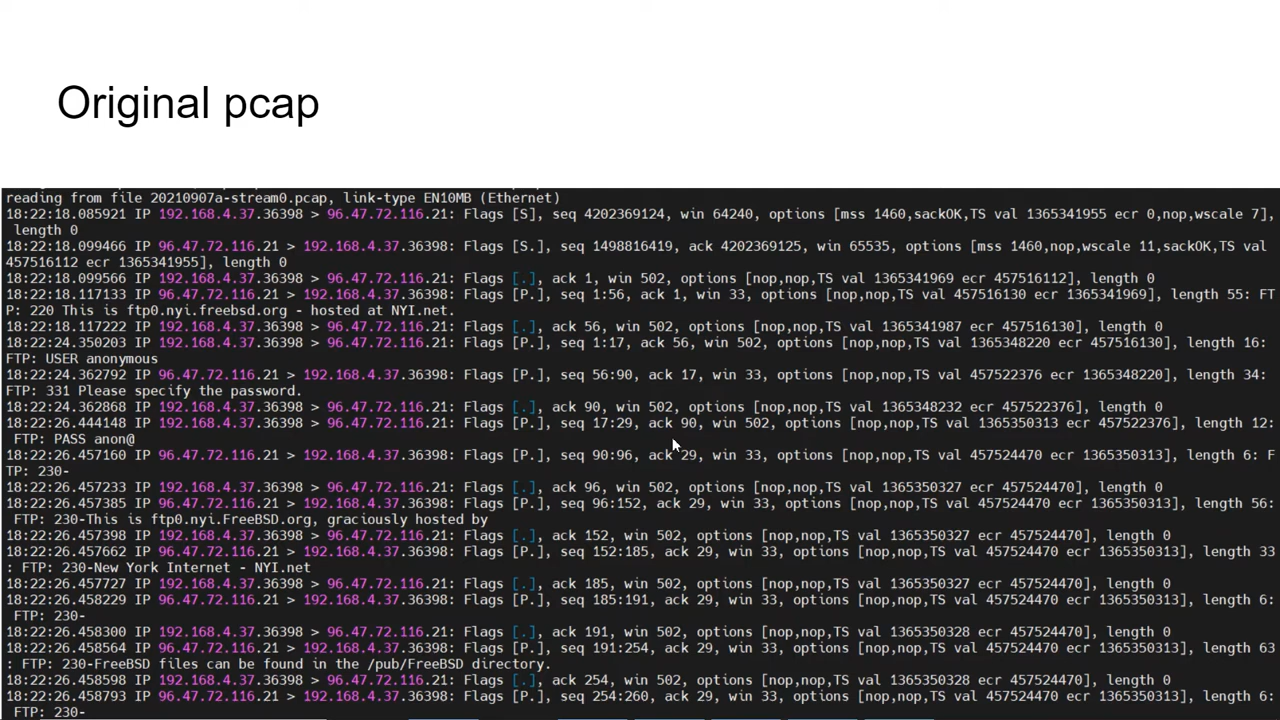 Original pcap
reading from file 20210907a-stream0.pcap, link-type EN10MB (Ethernet)
18:22:18.085921 IP 192.168.4.37.36398 > 96.47.72.116.21: Flags [S], seq 4202369124, win 64240, options [mss 1460,sackOK,TS val 1365341955 ecr 0,nop,wscale 7],
length 0
18:22:18.099466 IP 96.47.72.116.21 > 192.168.4.37.36398: Flags [S.], seq 1498816419, ack 4202369125, win 65535, options [mss 1460,nop,wscale 11,sackOK,TS val
457516112 ecr 1365341955], length 0
18:22:18.099566 IP 192.168.4.37.36398 > 96.47.72.116.21: Flags [.], ack 1, win 502, options [nop,nop,TS val 1365341969 ecr 457516112], length 0
18:22:18.117133 IP 96.47.72.116.21 > 192.168.4.37.36398: Flags [P.], seq 1:56, ack 1, win 33, options [nop,nop,TS val 457516130 ecr 1365341969], length 55: FT
P: 220 This is ftp0.nyi.freebsd.org - hosted at NYI.net.
18:22:18.117222 IP 192.168.4.37.36398 > 96.47.72.116.21: Flags [.], ack 56, win 502, options [nop,nop,TS val 1365341987 ecr 457516130], length 0
18:22:24.350203 IP 192.168.4.37.36398 > 96.47.72.116.21: Flags [P.], seq 1:17, ack 56, win 502, options [nop,nop,TS val 1365348220 ecr 457516130], length 16:
FTP: USER anonymous
18:22:24.362792 IP 96.47.72.116.21 > 192.168.4.37.36398: Flags [P.], seq 56:90, ack 17, win 33, options [nop,nop,TS val 457522376 ecr 1365348220], length 34:
FTP: 331 Please specify the password.
18:22:24.362868 IP 192.168.4.37.36398 > 96.47.72.116.21: Flags [.], ack 90, win 502, options [nop,nop,TS val 1365348232 ecr 457522376], length 0
18:22:26.444148 IP 192.168.4.37.36398 > 96.47.72.116.21: Flags [P.], seq 17:29, ack 90, win 502, options [nop,nop,TS val 1365350313 ecr 457522376], length 12:
FTP: PASS anon@
18:22:26.457160 IP 96.47.72.116.21 > 192.168.4.37.36398: Flags [P.], seq 90:96, ack 29, win 33, options [nop,nop,TS val 457524470 ecr 1365350313], length 6: F
TP: 230-
18:22:26.457233 IP 192.168.4.37.36398 > 96.47.72.116.21: Flags [.], ack 96, win 502, options [nop,nop,TS val 1365350327 ecr 457524470], length 0
18:22:26.457385 IP 96.47.72.116.21 > 192.168.4.37.36398: Flags [P.], seq 96:152, ack 29, win 33, options [nop,nop,TS val 457524470 ecr 1365350313], length 56:
FTP: 230-This is ftp0.nyi.FreeBSD.org, graciously hosted by
18:22:26.457398 IP 192.168.4.37.36398 > 96.47.72.116.21: Flags [.], ack 152, win 502, options [nop,nop,TS val 1365350327 ecr 457524470], length 0
18:22:26.457662 IP 96.47.72.116.21 > 192.168.4.37.36398: Flags [P.], seq 152:185, ack 29, win 33, options [nop,nop,TS val 457524470 ecr 1365350313], length 33
: FTP: 230-New York Internet - NYI.net
18:22:26.457727 IP 192.168.4.37.36398 > 96.47.72.116.21: Flags [.], ack 185, win 502, options [nop,nop,TS val 1365350327 ecr 457524470], length 0
18:22:26.458229 IP 96.47.72.116.21 > 192.168.4.37.36398: Flags [P.], seq 185:191, ack 29, win 33, options [nop,nop,TS val 457524470 ecr 1365350313], length 6:
FTP: 230-
18:22:26.458300 IP 192.168.4.37.36398 > 96.47.72.116.21: Flags [.], ack 191, win 502, options [nop,nop,TS val 1365350328 ecr 457524470], length 0
18:22:26.458564 IP 96.47.72.116.21 > 192.168.4.37.36398: Flags [P.], seq 191:254, ack 29, win 33, options [nop,nop,TS val 457524470 ecr 1365350313], length 63
: FTP: 230-FreeBSD files can be found in the /pub/FreeBSD directory.
18:22:26.458598 IP 192.168.4.37.36398 > 96.47.72.116.21: Flags [.], ack 254, win 502, options [nop,nop,TS val 1365350328 ecr 457524470], length 0
18:22:26.458793 IP 96.47.72.116.21 > 192.168.4.37.36398: Flags [P.], seq 254:260, ack 29, win 33, options [nop,nop,TS val 457524470 ecr 1365350313], length 6:
FTP: 230-